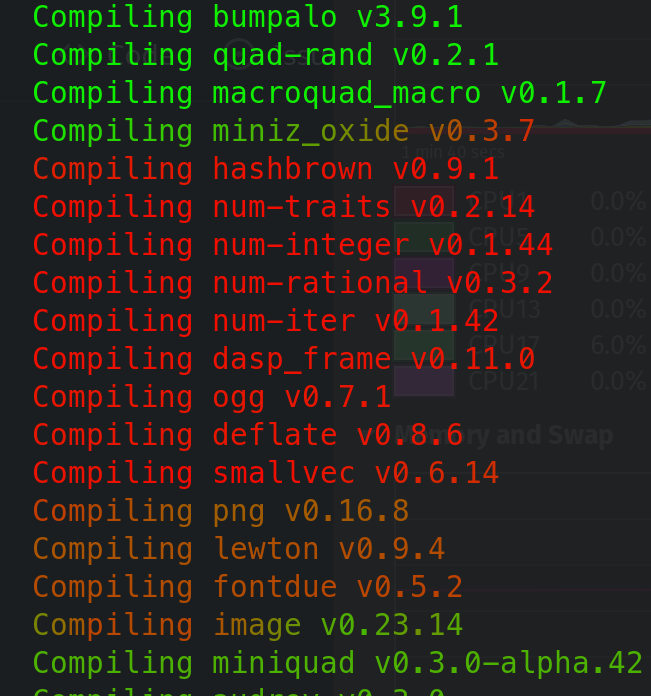 Compiling bumpalo v3.9.1
Compiling quad-rand v0.2.1
Compiling macroquad_macro v0.1.7
Compiling miniz_oxide v0.3.7
1 min 40 secs
Compiling hashbrown v0.9.1
Compiling num-traits v0.2.14
0.0%
Compiling num-integer v0.1.44
CPU5 0.0%
Compiling num-rational v0.3.2
CPU9 0.0%
Compiling num-iter v0.1.42
CPU13 0.0%
Compiling dasp_frame v0.11.0
CPU17 6.0%
Compiling ogg v0.7.1
CPU21 0.0%
Compiling deflate v0.8.6
Memory and Swap
Compiling smallvec v0.6.14
Compiling png v0.16.8
Compiling lewton v0.9.4
Compiling fontdue v0.5.2
Compiling image v0.23.14
Compiling miniquad v0.3.0-alpha.42